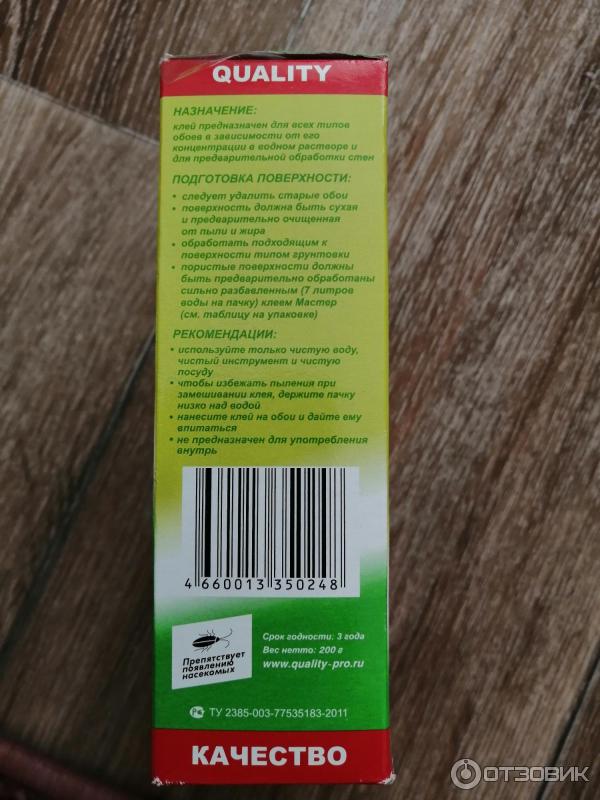 QUALITY
НАЗНАЧЕНИЕ:
клей предназначен для всех типов
обоев в зависимости от его
концентрации в водном растворе и
для предварительной обработки стен
ПОДГОТОВКА ПОВЕРХНОСТИ:
• следует удалить старые обои
• поверхность должна быть сухая
и предварительно очищенная
от пыли и жира
• обработать подходящим к
поверхности типом грунтовки
• пористые поверхности должны
быть предварительно обработаны
сильно разбавленным (7 литров
воды на пачку) клеем Мастер
(см. таблицу на упаковке)
РЕКОМЕНДАЦИИ:
• используйте только чистую воду,
чистый инструмент и чистую
посуду
• чтобы избежать пыления при
замешивании клея, держите пачку
низко над водой
• нанесите клей на обои и дайте ему
впитаться
• не предназначен для употребления
внутрь
4 660013 350248
Препятствует
появлению
насекомых
Срок годности: 3 года
Вес нетто: 200 г
www.quality-pro.ru
ТУ 2385-003-77535183-2011
КАЧЕСТВО
ОТЗОВИК